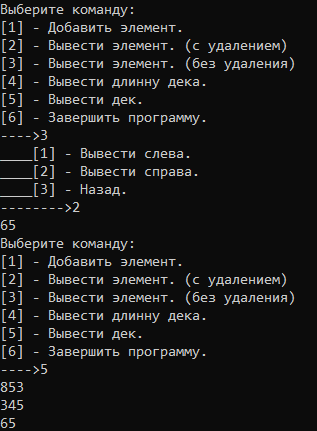 Выберите команду:
[1] - Добавить элемент.
[2] - Вывести элемент. (с удалением)
[3] - Вывести элемент. (без удаления)
[4] - Вывести длинну дека.
[5] - Вывести дек.
[6] - Завершить программу.
---->3
____[1] - Вывести слева.
____[2] - Вывести справа.
____[3] - Назад.
-------->2
65
Выберите команду:
[1] - Добавить элемент.
[2] - Вывести элемент. (с удалением)
[3] - Вывести элемент. (без удаления)
[4] - Вывести длинну дека.
[5] - Вывести дек.
[6] - Завершить программу.
---->5
853
345
65